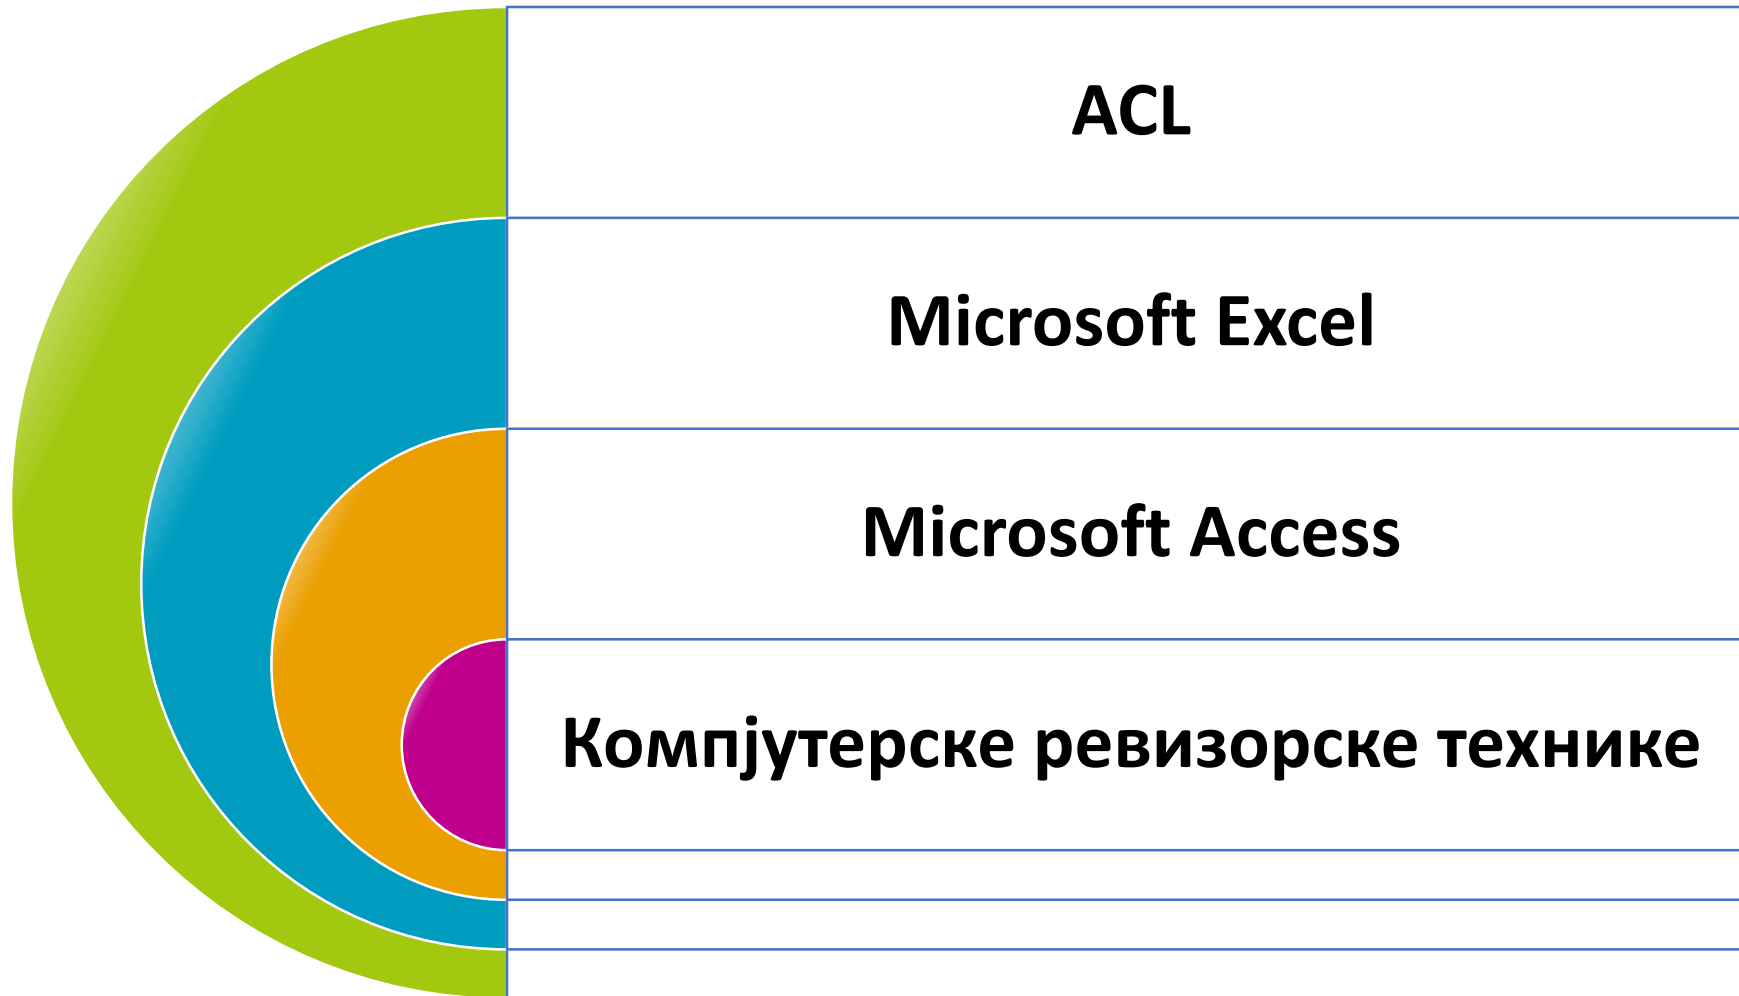 ACL
Microsoft Excel
Microsoft Access
Компјутерске ревизорске технике